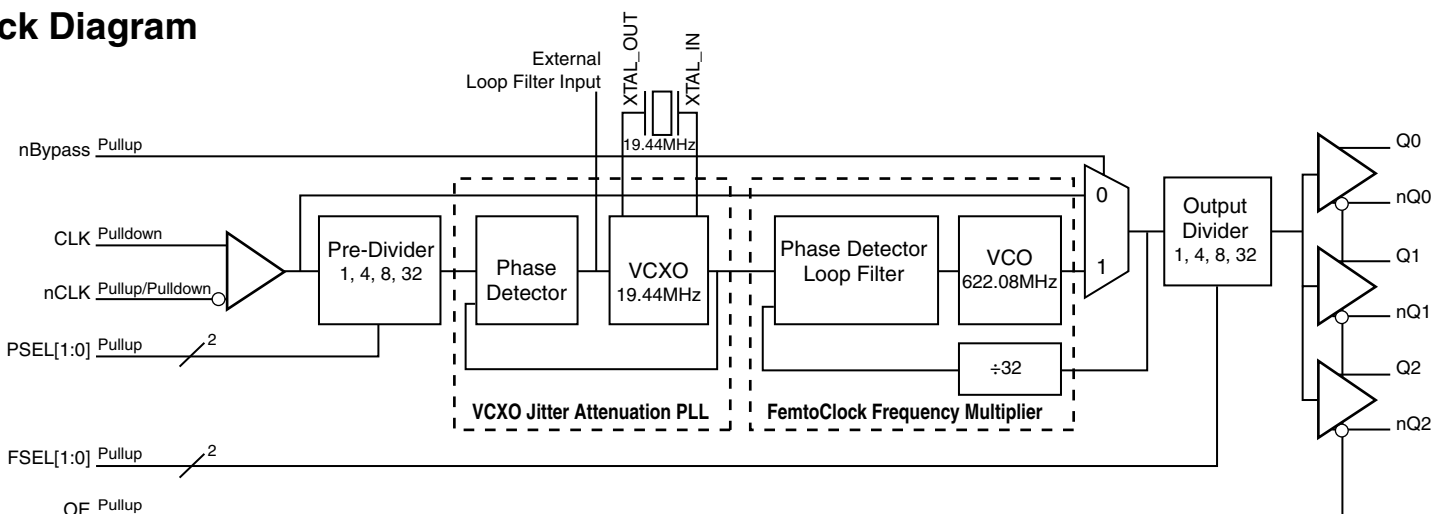 ck Diagram
XTAL_OUT
XTAL_IN
External
Loop Filter Input
19.44MHz
nBypass Pullup
CLK Pulldown
nCLK Pullup/Pulldown
PSEL[1:0] Pullup 2
FSEL[1:0] Pullup 2
OE Pullup
Pre-Divider
1, 4, 8, 32
Phase
Detector
VCXO
19.44MHz
VCXO Jitter Attenuation PLL
Phase Detector
Loop Filter
VCO
622.08MHz
÷32
FemtoClock Frequency Multiplier
0
1
Output
Divider
1, 4, 8, 32
Q0
nQ0
Q1
nQ1
Q2
nQ2